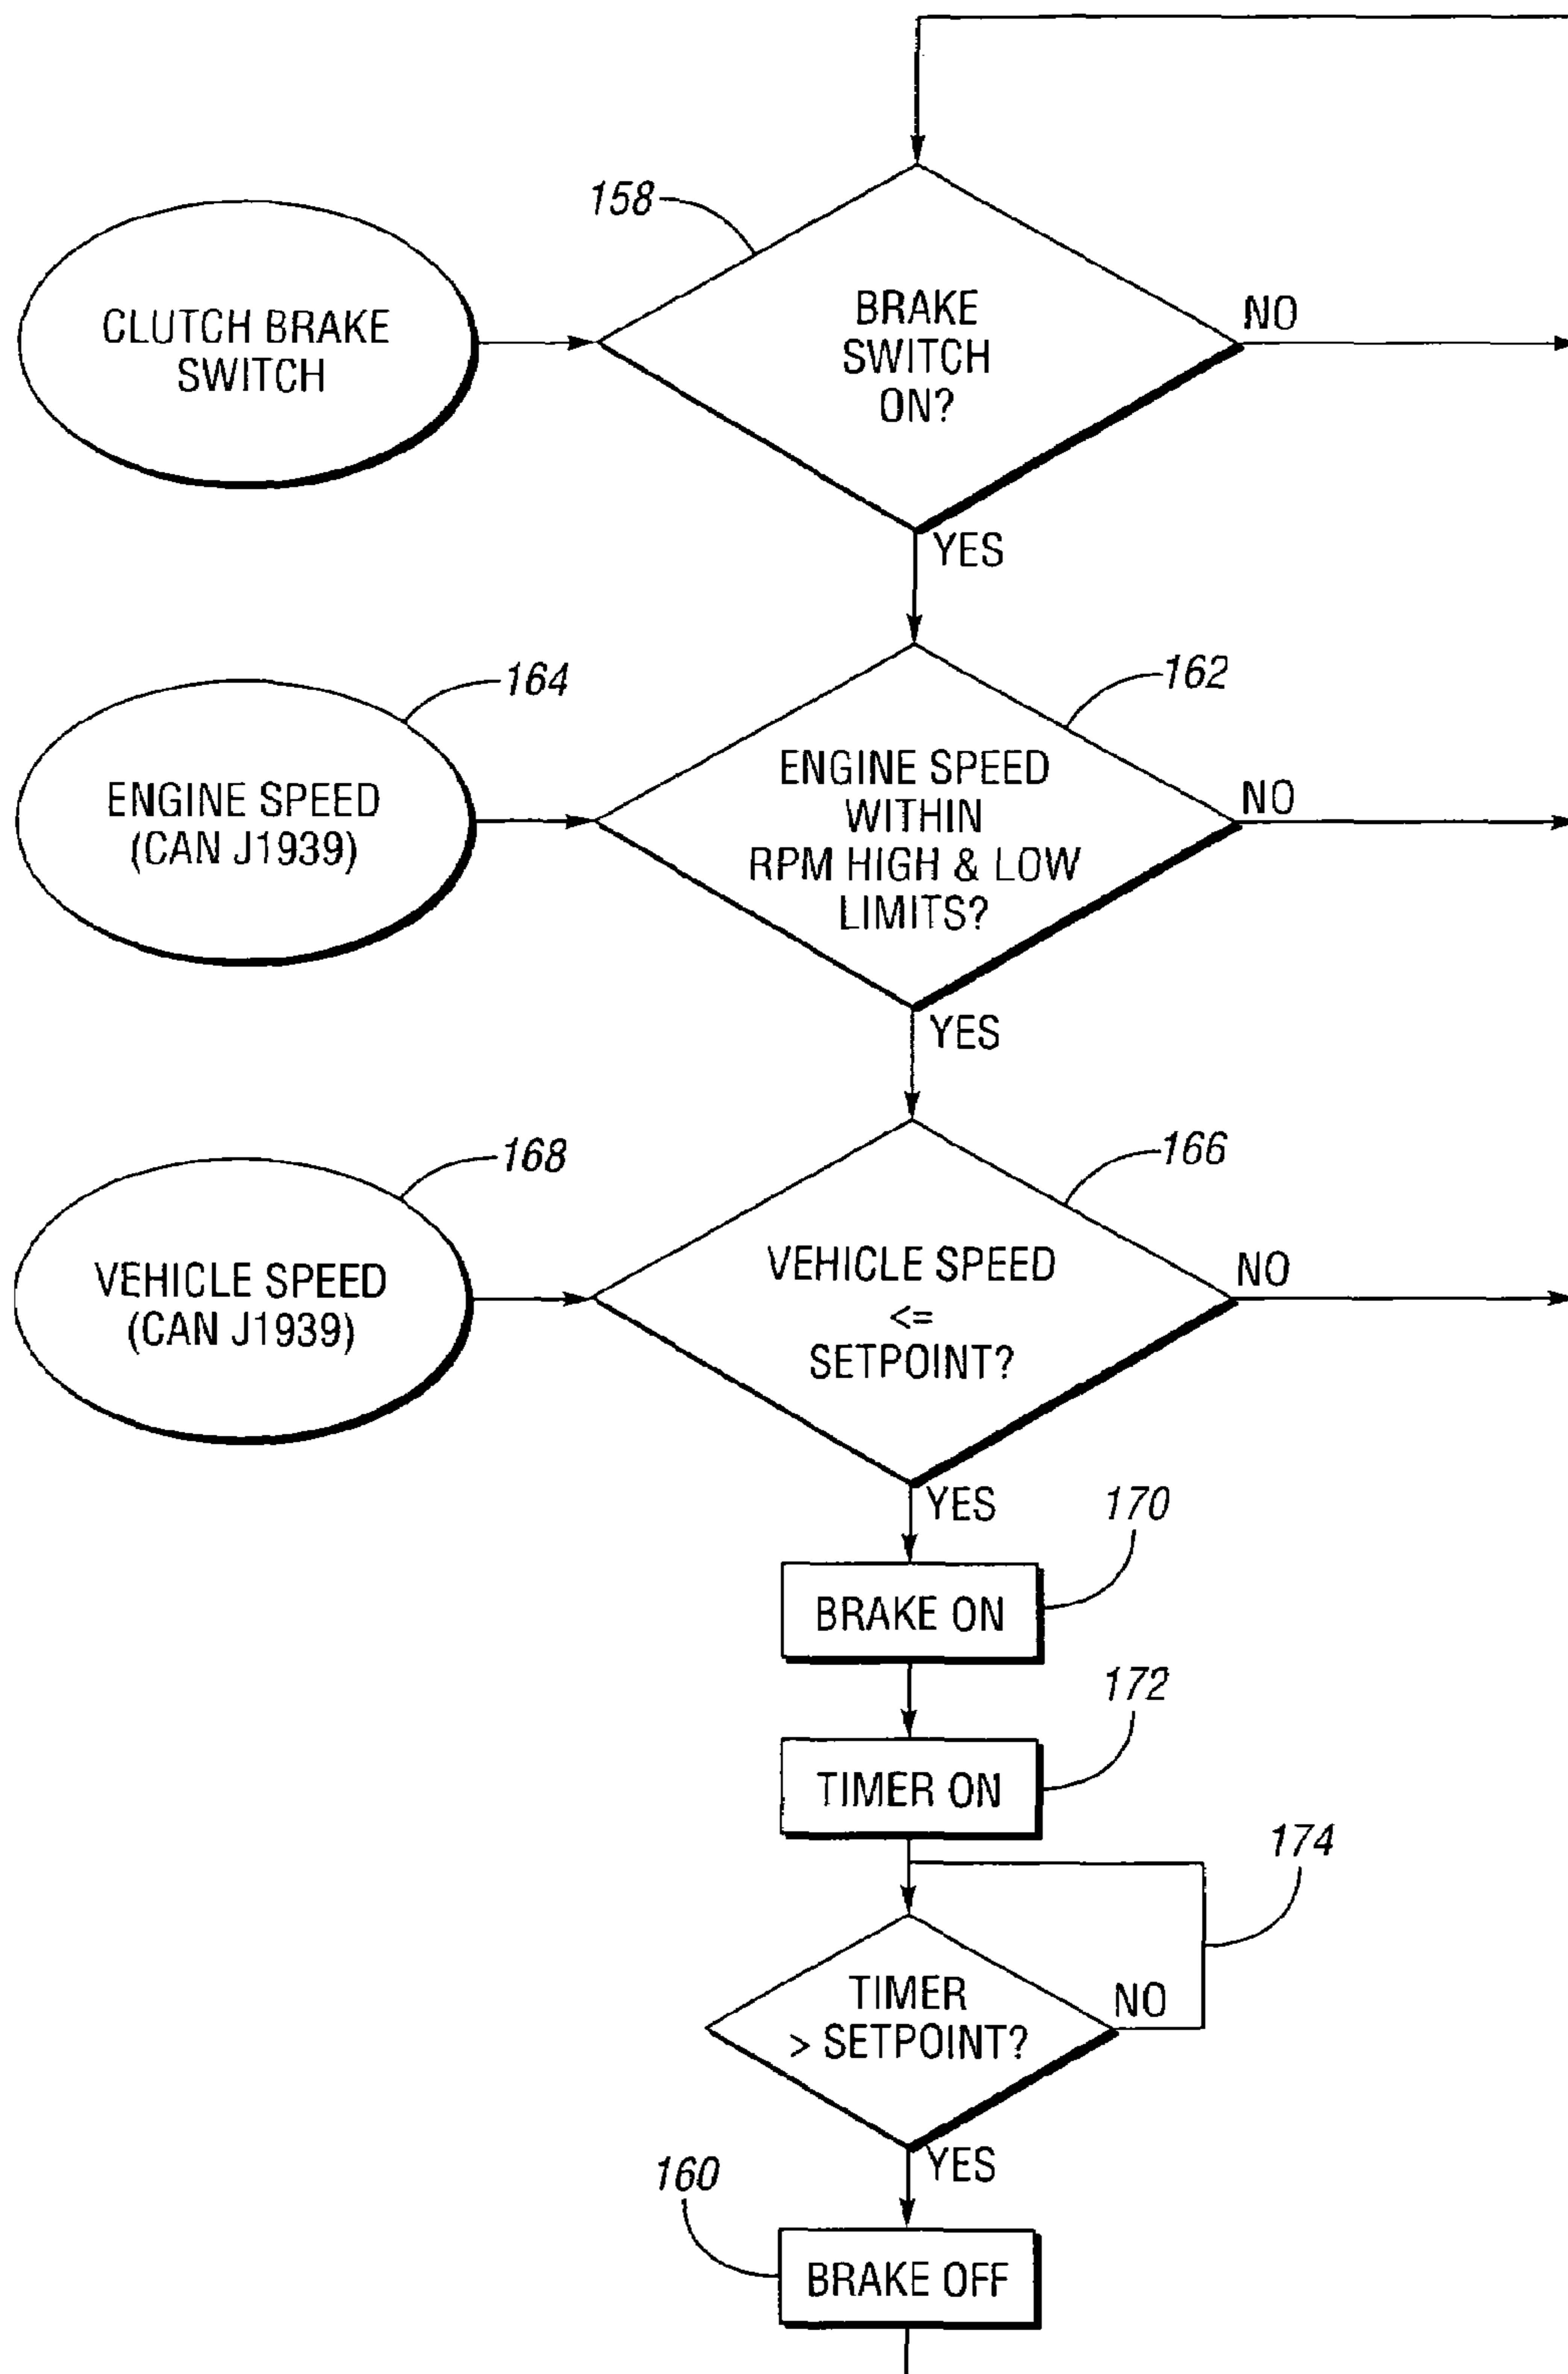 158
CLUTCH BRAKE
SWITCH
BRAKE
SWITCH
ON?
NO
YES
164
162
ENGINE SPEED
(CAN J1939)
ENGINE SPEED
WITHIN
RPM HIGH & LOW
LIMITS?
NO
YES
168
166
VEHICLE SPEED
(CAN J1939)
VEHICLE SPEED
<=
SETPOINT?
NO
YES
170
BRAKE ON
172
TIMER ON
174
TIMER
> SETPOINT?
NO
YES
160
BRAKE OFF